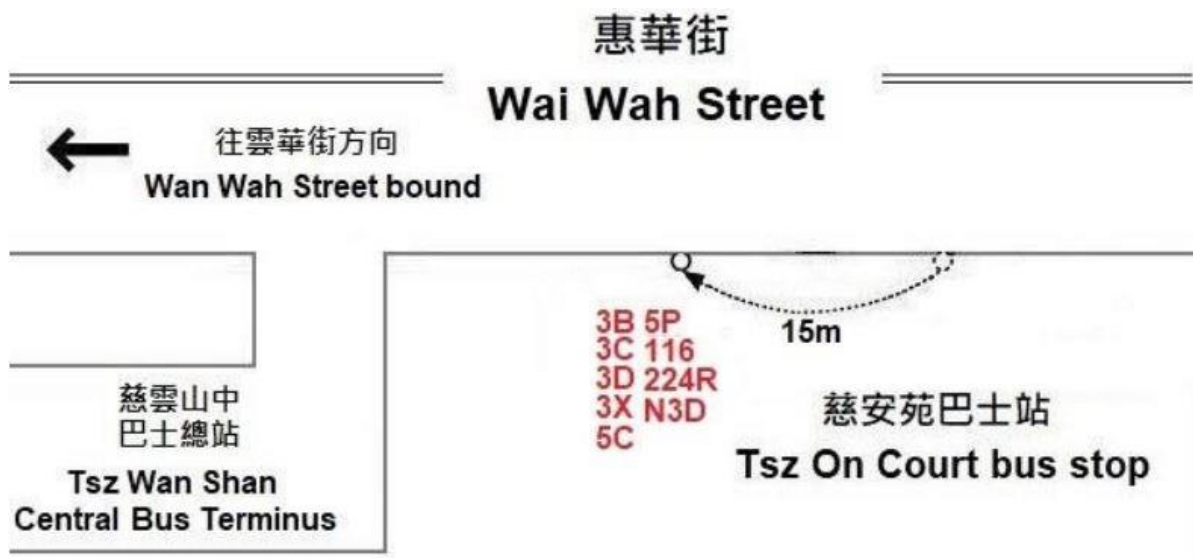 惠華街
Wai Wah Street
往雲華街方向
Wan Wah Street bound
15m
3B 5P
3C 116
3D 224R
3X N3D
5C
慈雲山中
巴士總站
Tsz Wan Shan
Central Bus Terminus
慈安苑巴士站
Tsz On Court bus stop